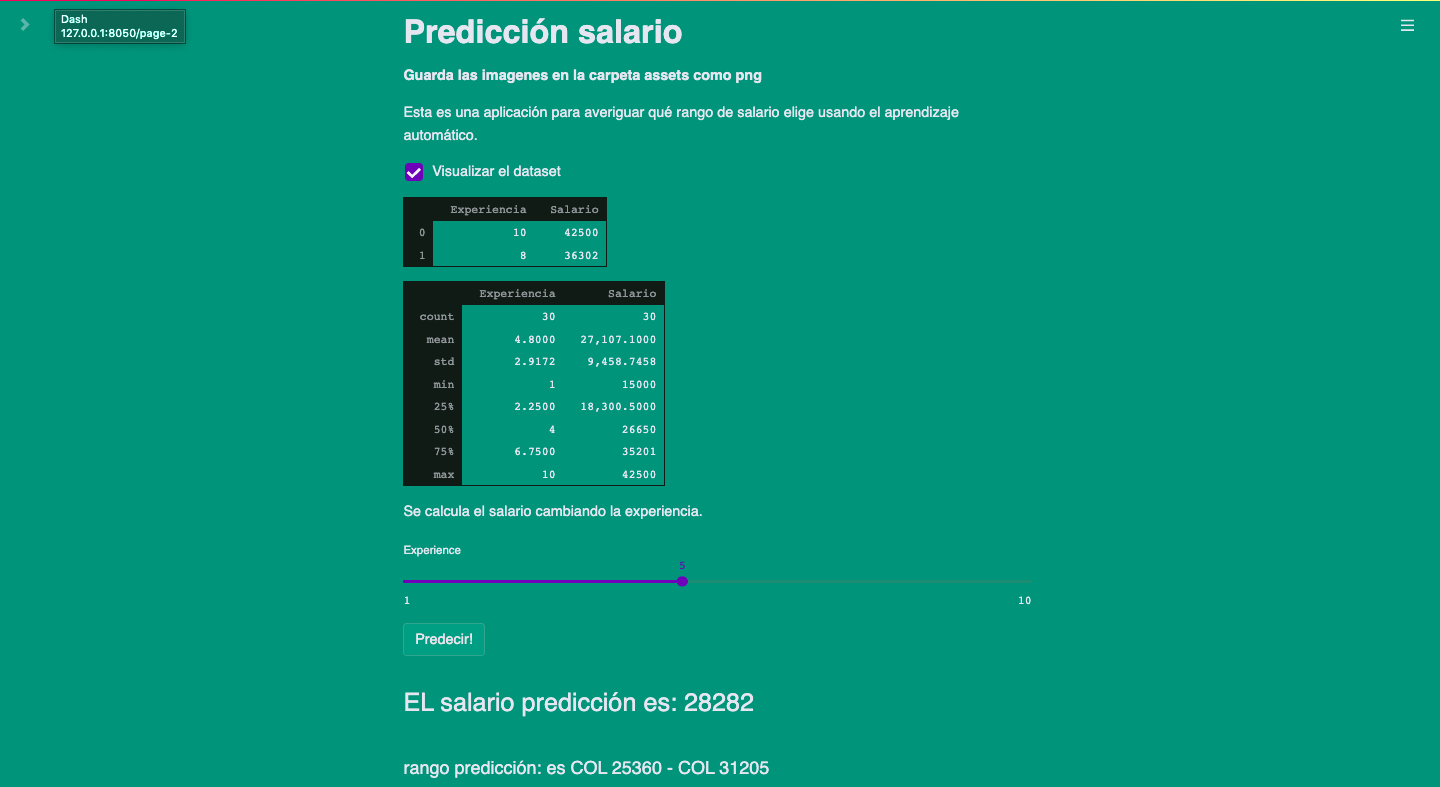 Dash
127.0.0.1:8050/page-2
Predicción salario
Guarda las imagenes en la carpeta assets como png
Esta es una aplicación para averiguar qué rango de salario elige usando el aprendizaje
automático.
Visualizar el dataset
Experiencia Salario
0 10 42500
1 8 36302
Experiencia Salario
count 30 30
mean 4.8000 27,107.1000
std 2.9172 9,458.7458
min 1 15000
25% 2.2500 18,300.5000
50% 4 26650
75% 6.7500 35201
max 10 42500
Se calcula el salario cambiando la experiencia.
Experience
5
1 10
Predecir!
EL salario predicción es: 28282
rango predicción: es COL 25360 - COL 31205